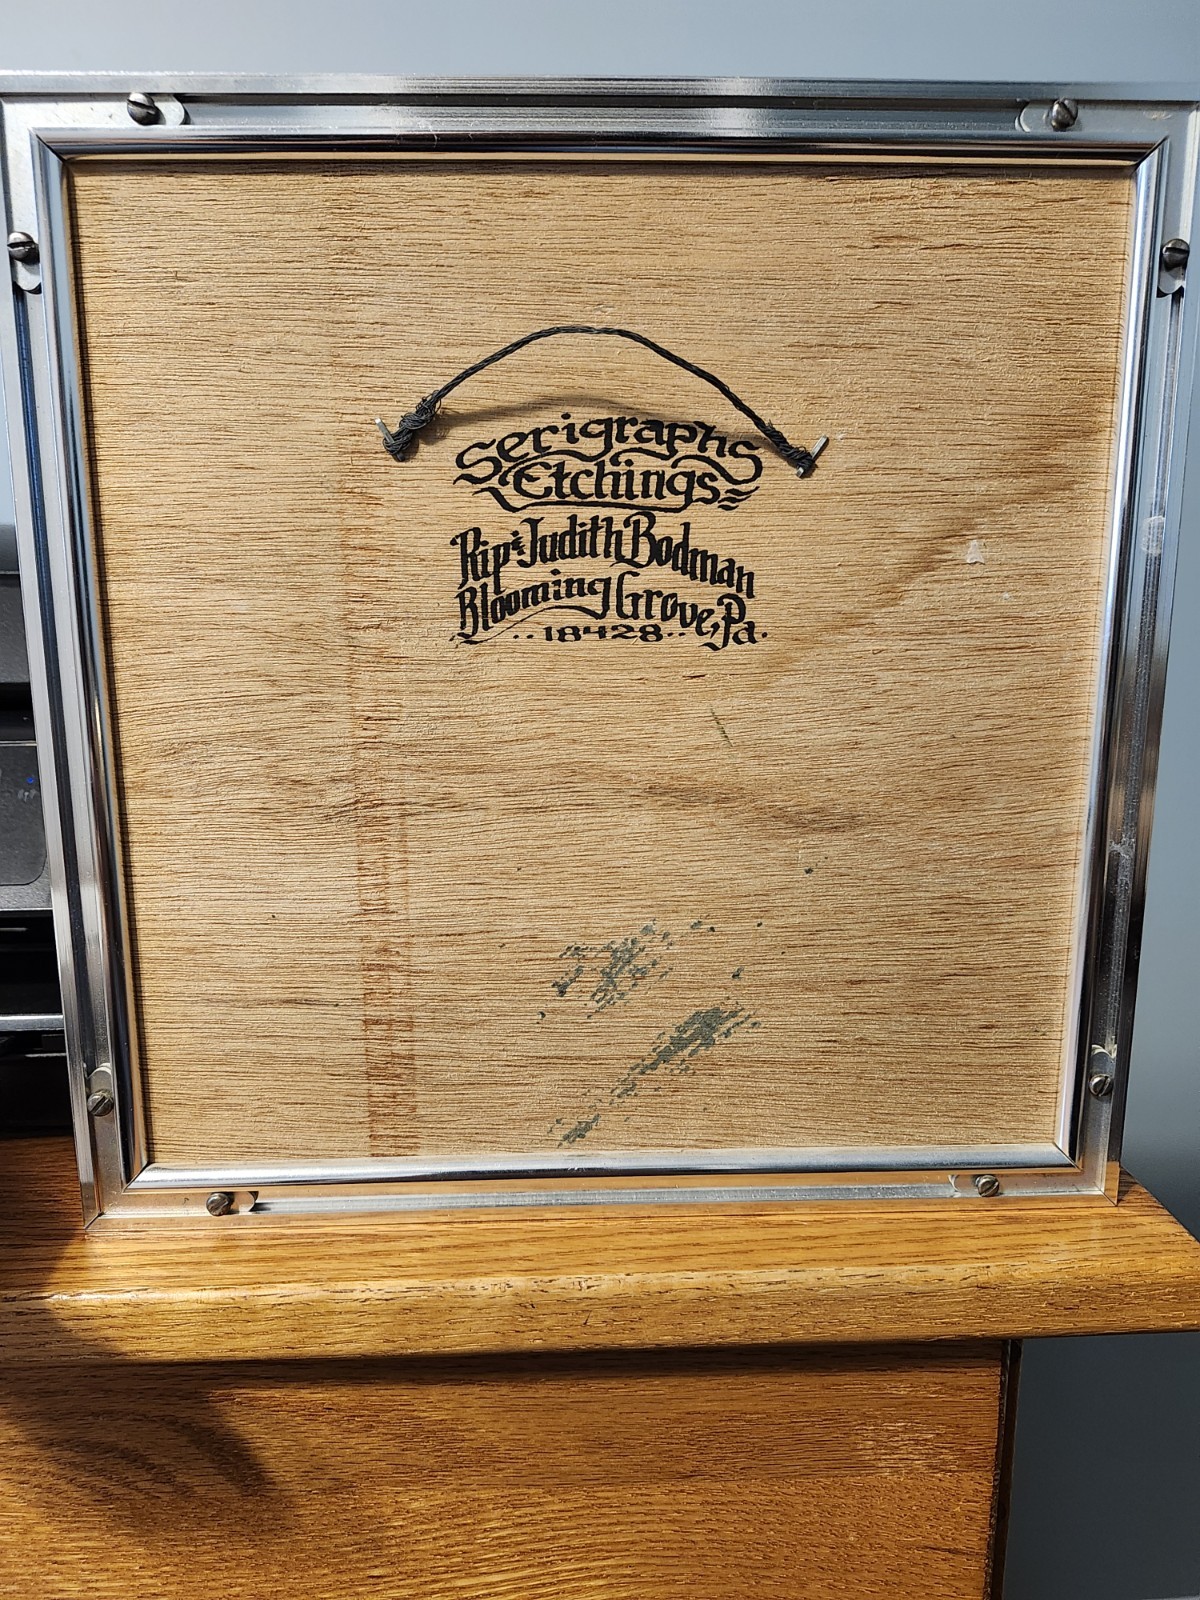 Serigraphs
Etchings
Rip & Judith Bodman
Blooming Grove, Pa.
..18428..